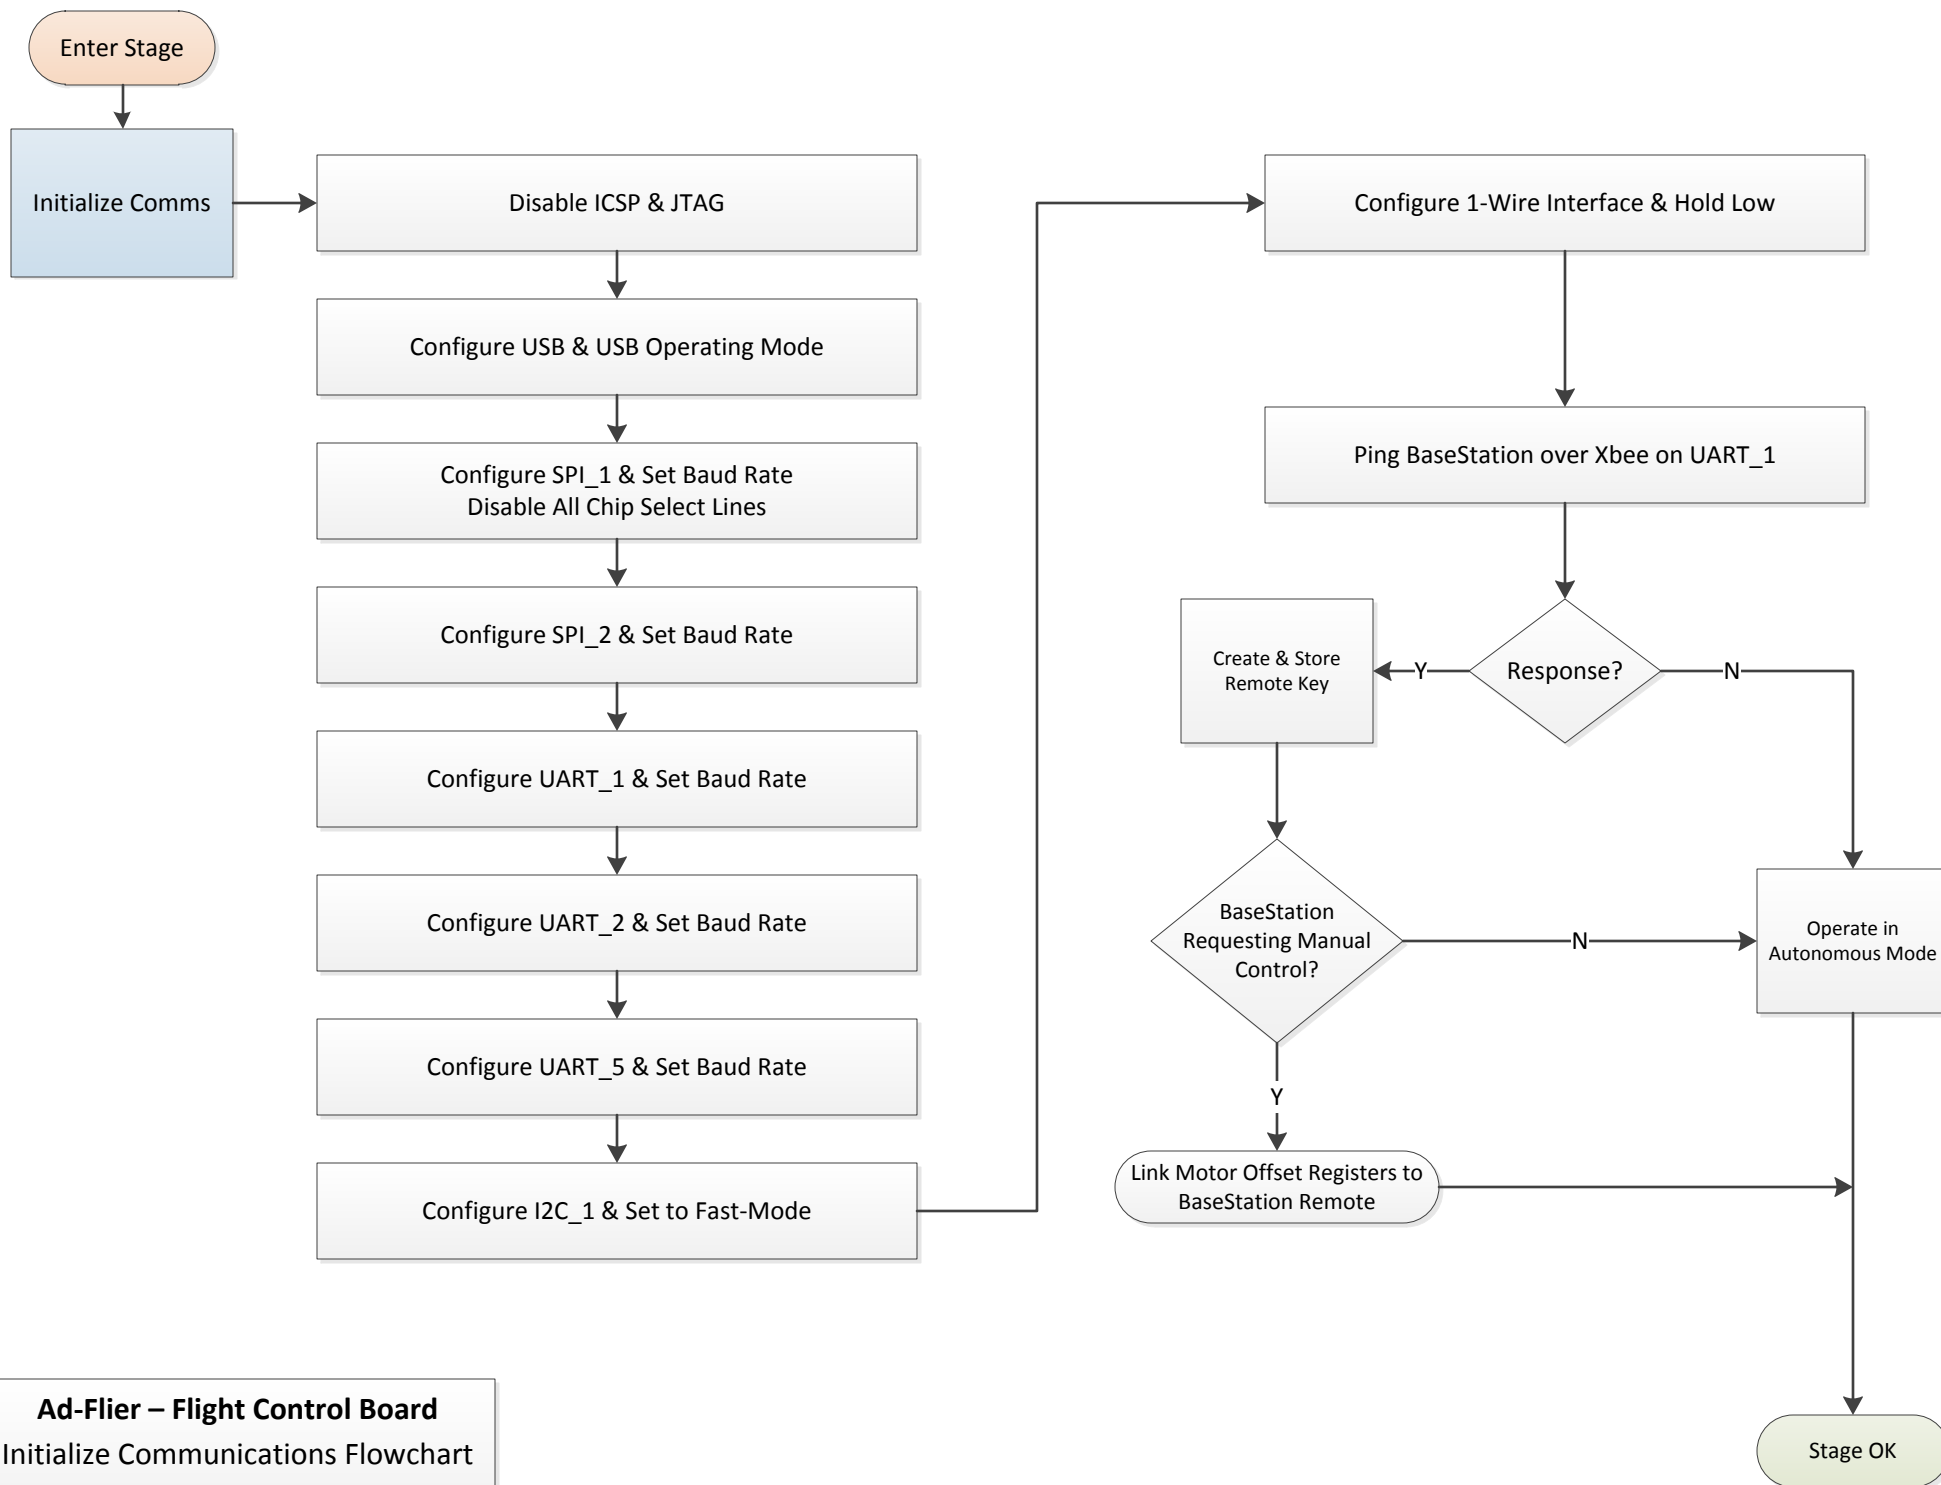 Enter Stage
Initialize Comms
Disable ICSP & JTAG
Configure USB & USB Operating Mode
Configure SPI_1 & Set Baud Rate
Disable All Chip Select Lines
Configure SPI_2 & Set Baud Rate
Configure UART_1 & Set Baud Rate
Configure UART_2 & Set Baud Rate
Configure UART_5 & Set Baud Rate
Configure I2C_1 & Set to Fast-Mode
Configure 1-Wire Interface & Hold Low
Ping BaseStation over Xbee on UART_1
Response?
Y
N
Create & Store
Remote Key
BaseStation
Requesting Manual
Control?
N
Y
Operate in
Autonomous Mode
Link Motor Offset Registers to
BaseStation Remote
Stage OK
Ad-Flier – Flight Control Board
Initialize Communications Flowchart